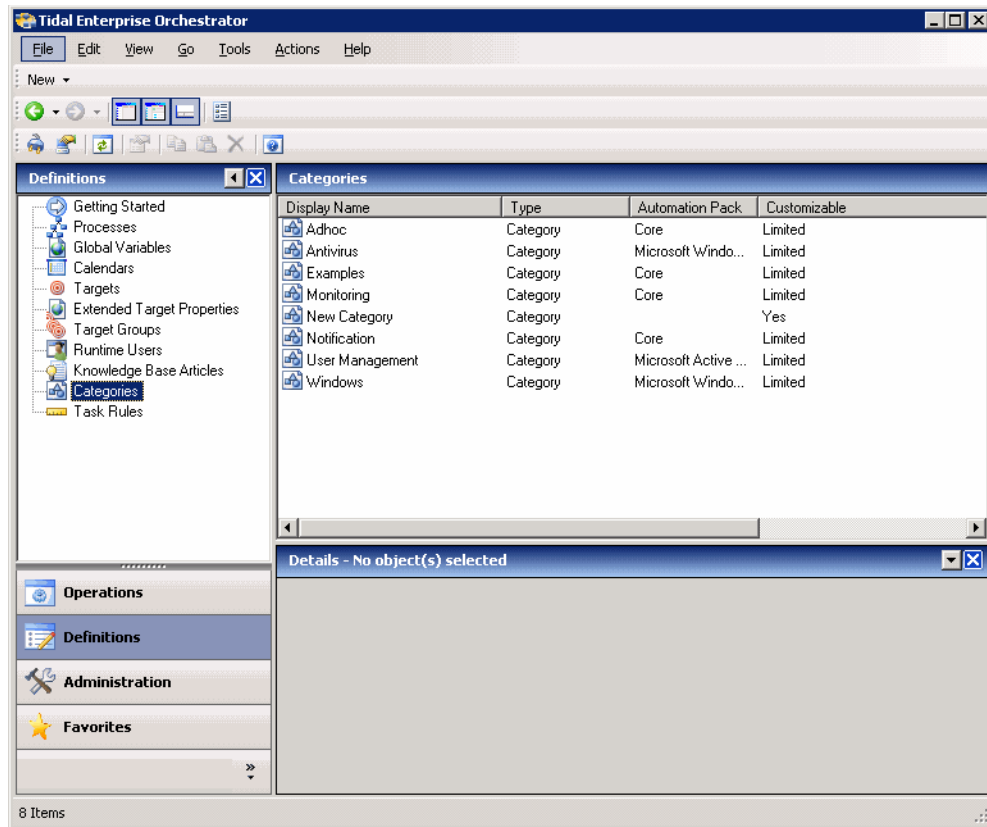 Tidal Enterprise Orchestrator
File Edit View Go Tools Actions Help
New
Definitions
Getting Started
Processes
Global Variables
Calendars
Targets
Extended Target Properties
Target Groups
Runtime Users
Knowledge Base Articles
Categories
Task Rules
Operations
Definitions
Administration
Favorites
Categories
Display Name Type Automation Pack Customizable
Adhoc Category Core Limited
Antivirus Category Microsoft Windo... Limited
Examples Category Core Limited
Monitoring Category Core Limited
New Category Category Yes
Notification Category Core Limited
User Management Category Microsoft Active ... Limited
Windows Category Microsoft Windo... Limited
Details - No object(s) selected
8 Items